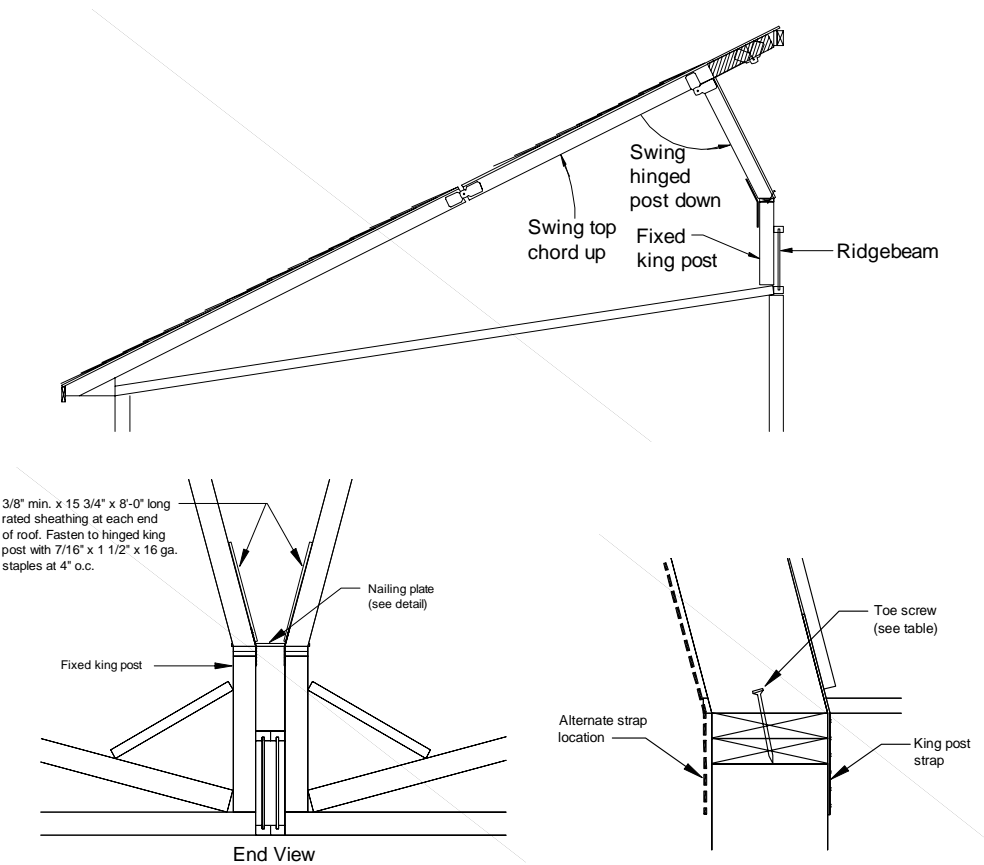 Swing
hinged
post down
Swing top
chord up
Fixed
king post
Ridgebeam
3/8" min. x 15 3/4" x 8'-0" long
rated sheathing at each end
of roof. Fasten to hinged king
post with 7/16" x 1 1/2" x 16 ga.
staples at 4" o.c.
Nailing plate
(see detail)
Fixed king post
End View
Toe screw
(see table)
Alternate strap
location
King post
strap